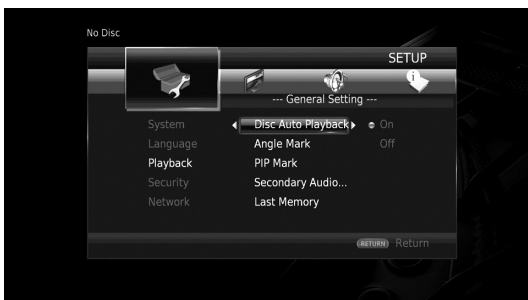 No Disc
SETUP
--- General Setting ---
System
Disc Auto Playback
On
Language
Angle Mark
Off
Playback
PIP Mark
Security
Secondary Audio...
Network
Last Memory
RETURN Return